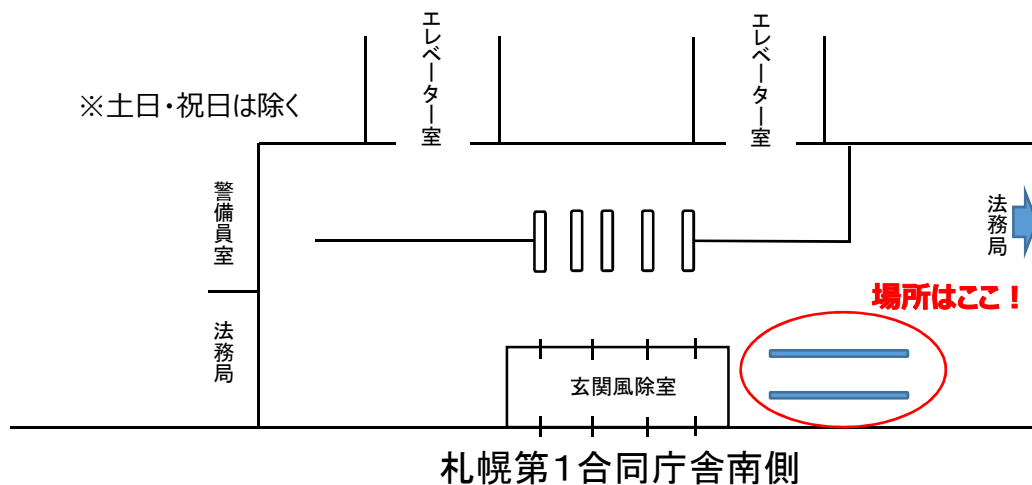 エレベーター室
エレベーター室
※土日・祝日は除く
警備員室
法務局
場所はここ！
法務局
玄関風除室
札幌第１合同庁舎南側